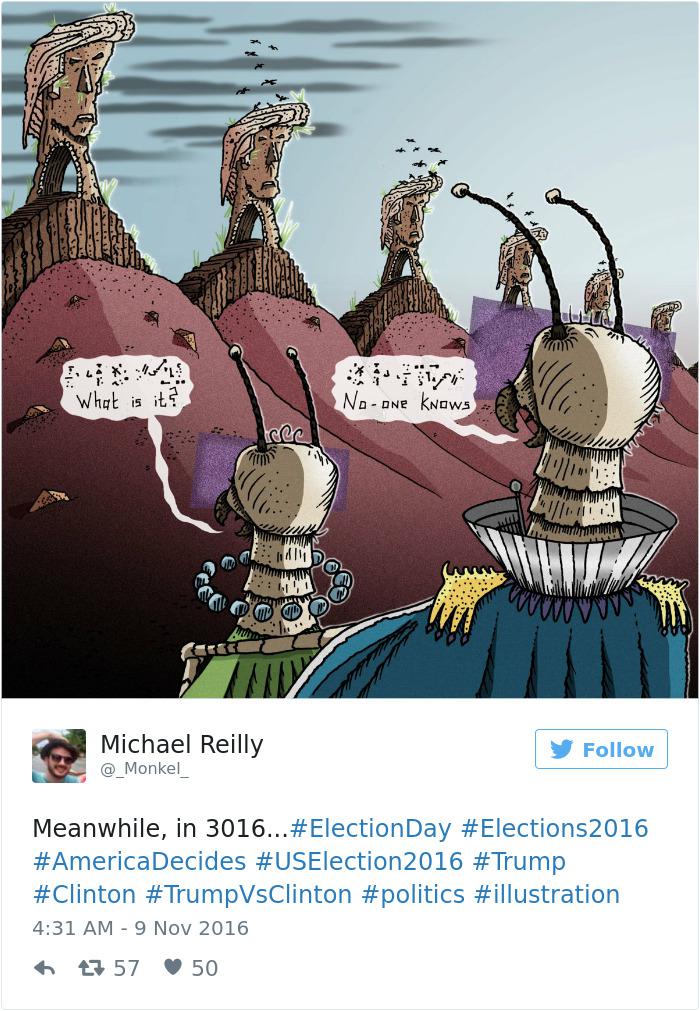 What is it?
No-one knows
Michael Reilly
@_Monkel_
Follow
Meanwhile, in 3016...#ElectionDay #Elections2016
#AmericaDecides #USElection2016 #Trump
#Clinton #TrumpVsClinton #politics #illustration
4:31 AM - 9 Nov 2016
57 50